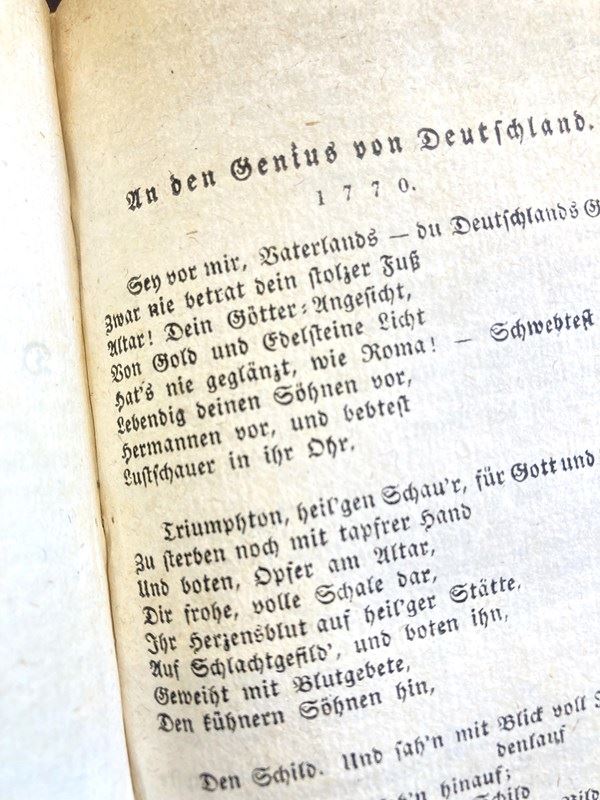 An den Genius von Deutschland.
1770.
Sey vor mir, Vaterlands — du Deutschlands G
Zwar nie betrat dein stolzer Fuß
Altar! Dein Götter-Angesicht,
Von Gold und Edelsteine Licht
Hat's nie geglänzt, wie Roma! — Schwebtest
Lebendig deinen Söhnen vor,
Hermannen vor, und bebtest
Lustschauer in ihr Ohr.
Triumphton, heil'gen Schau'r, für Gott und
Zu sterben noch mit tapfrer Hand
Und boten, Opfer am Altar,
Dir frohe, volle Schale dar,
Ihr Herzensblut auf heil'ger Stätte,
Auf Schlachtgefild', und boten ihn,
Geweiht mit Blutgebete,
Den kühnern Söhnen hin,
Den Schild. Und sah'n mit Blick voll
denlauf
hinauf;
Schild